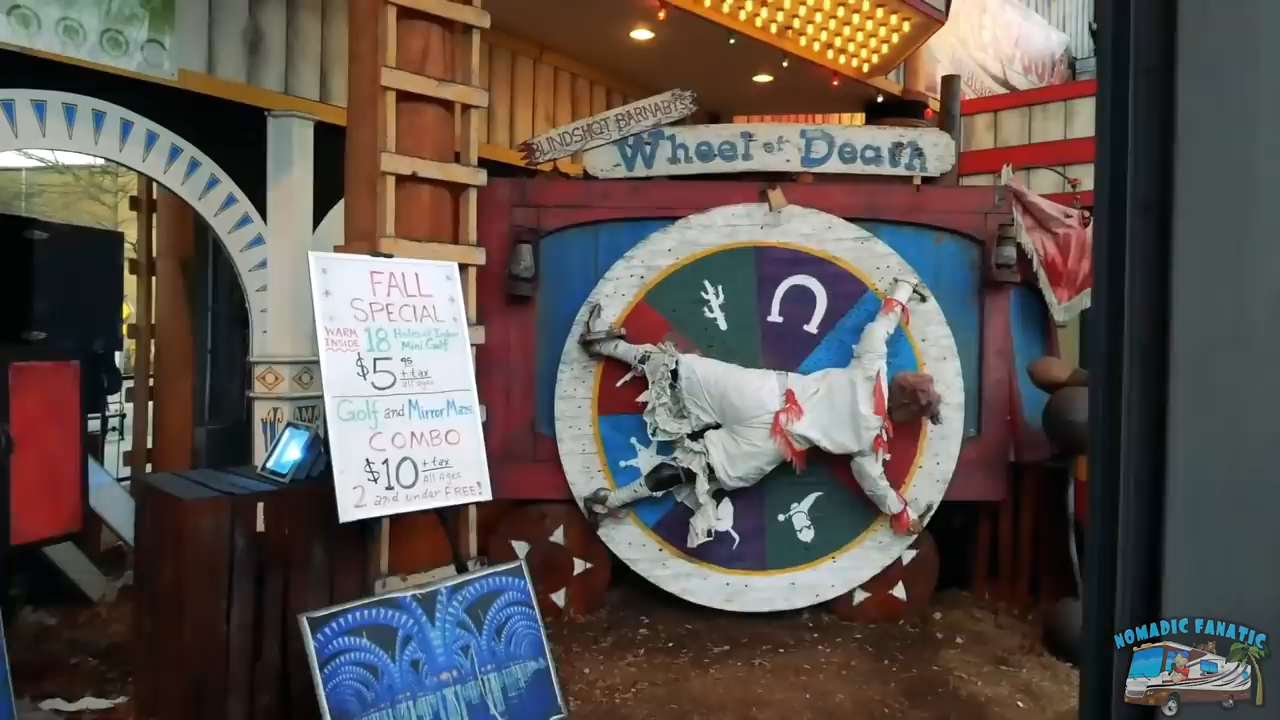 BLINDSHOT BARNABY'S
Wheel of Death
FALL
SPECIAL
WARM
INSIDE
18 Holes of Indoor
Mini Golf
$5 95
+ tax
all ages
Golf and Mirror Maze
COMBO
$10 + tax
All Ages
2 and under FREE!
NOMADIC FANATIC